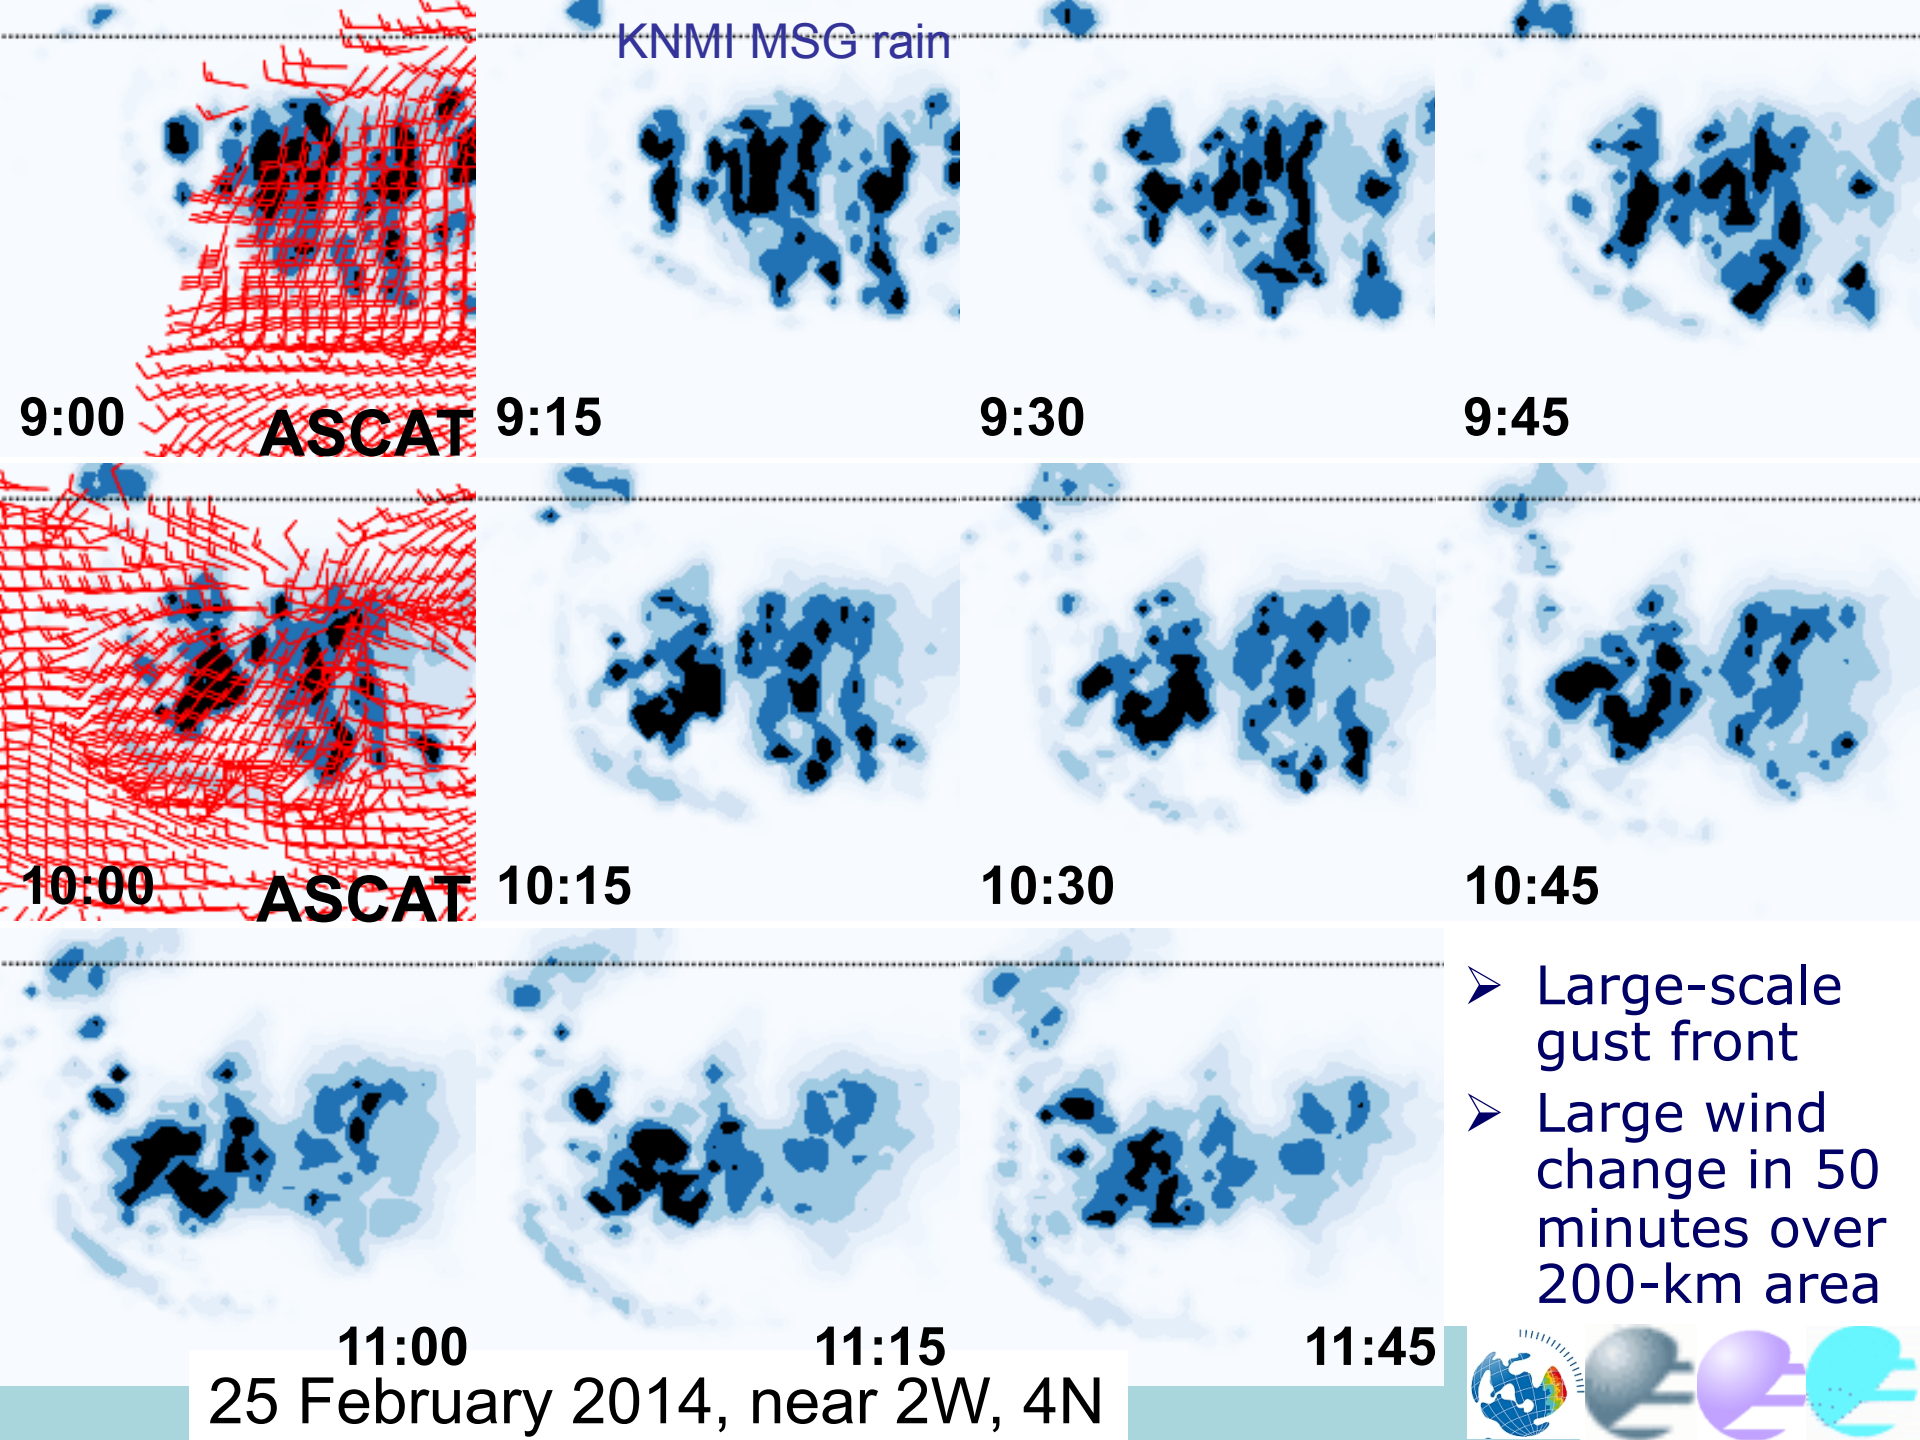 KNMI MSG rain
9:00
ASCAT
9:15
9:30
9:45
10:00
ASCAT
10:15
10:30
10:45
11:00
11:15
11:45
➢ Large-scale
gust front
➢ Large wind
change in 50
minutes over
200-km area
25 February 2014, near 2W, 4N